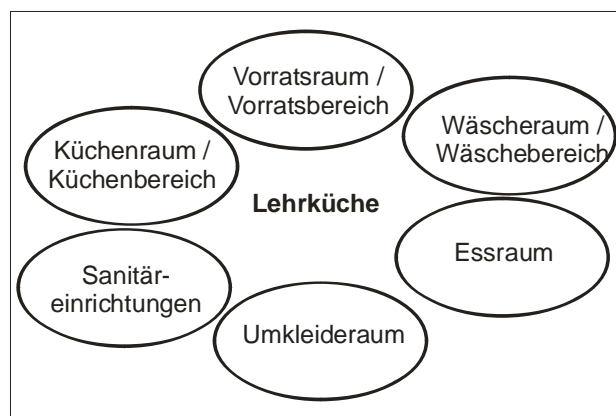 Vorratsraum /
Vorratsbereich
Wäscheraum /
Wäschebereich
Küchenraum /
Küchenbereich
Lehrküche
Essraum
Sanitär-
einrichtungen
Umkleideraum